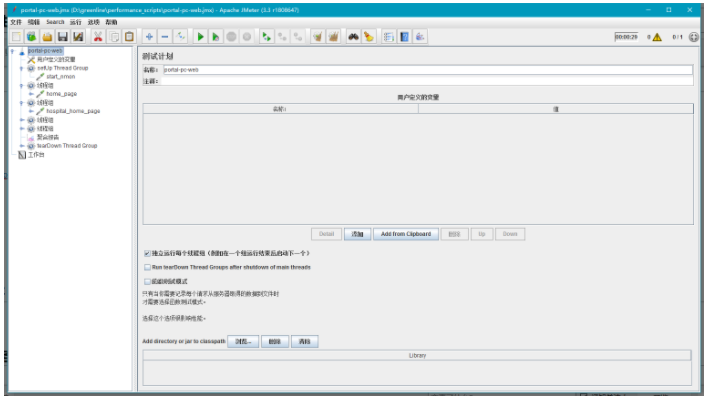 portal-pc-web.jmx (D:\greenline\performance_scripts\portal-pc-web.jmx) - Apache JMeter (3.3 r1808647)
文件 编辑 Search 运行 选项 帮助
00:00:29 0 0 / 1
portal-pc-web
用户定义的变量
setUp Thread Group
start_nmon
线程组
home_page
线程组
hospital_home_page
线程组
线程组
聚合报告
tearDown Thread Group
工作台
测试计划
名称: portal-pc-web
注释:
用户定义的变量
名称: 值
Detail 添加 Add from Clipboard 删除 Up Down
独立运行每个线程组（例如在一个组运行结束后启动下一个）
Run tearDown Thread Groups after shutdown of main threads
函数测试模式
只有当你需要记录每个请求从服务器取得的数据到文件时
才需要选择函数测试模式。
选择这个选项很影响性能。
Add directory or jar to classpath 浏览... 删除 清除
Library